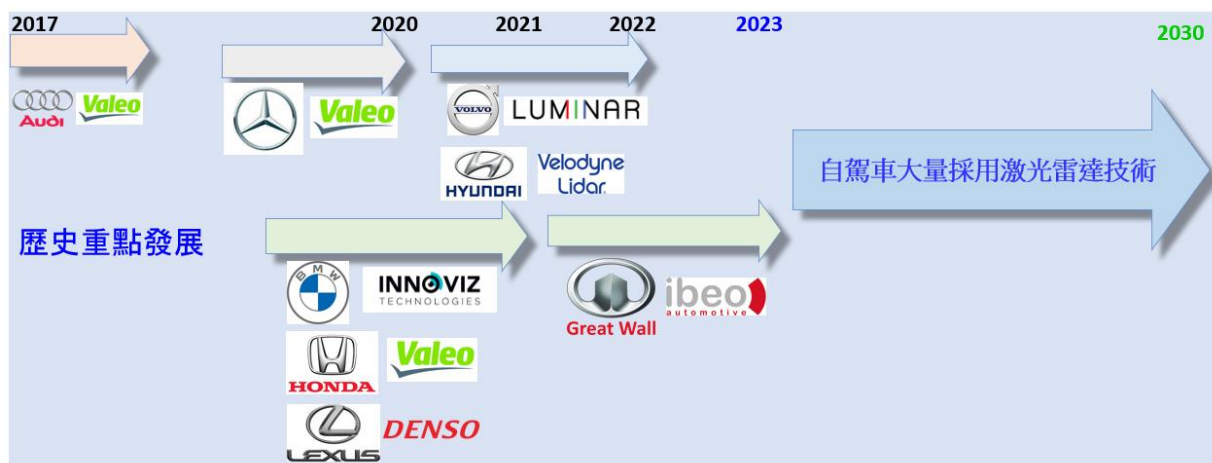 2017
2020
2021
2022
2023
2030
Audi
Valeo
Valeo
VOLVO
LUMINAR
HYUNDAI
Velodyne
Lidar.
自駕車大量採用激光雷達技術
歷史重點發展
BMW
INNOVIZ
TECHNOLOGIES
Great Wall
ibeo
automotive
HONDA
Valeo
LEXUS
DENSO